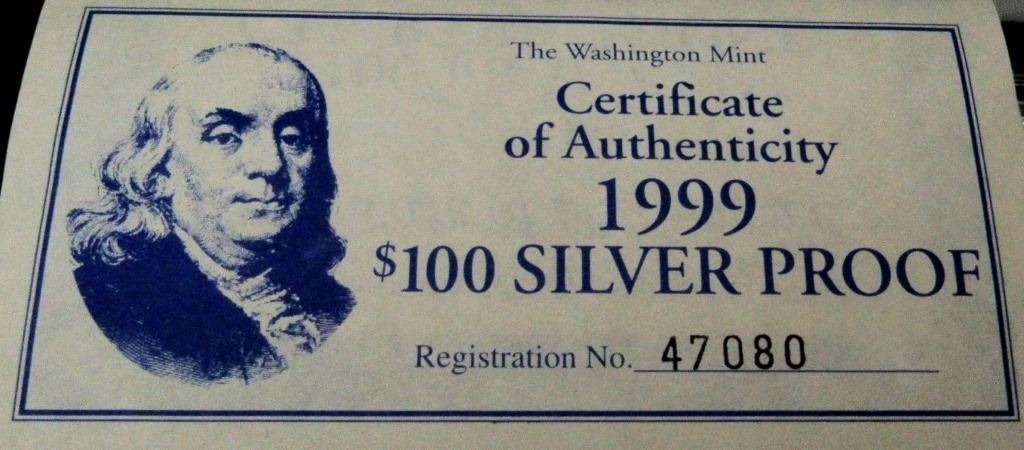 The Washington Mint
Certificate
of Authenticity
1999
$100 SILVER PROOF
Registration No. 47080